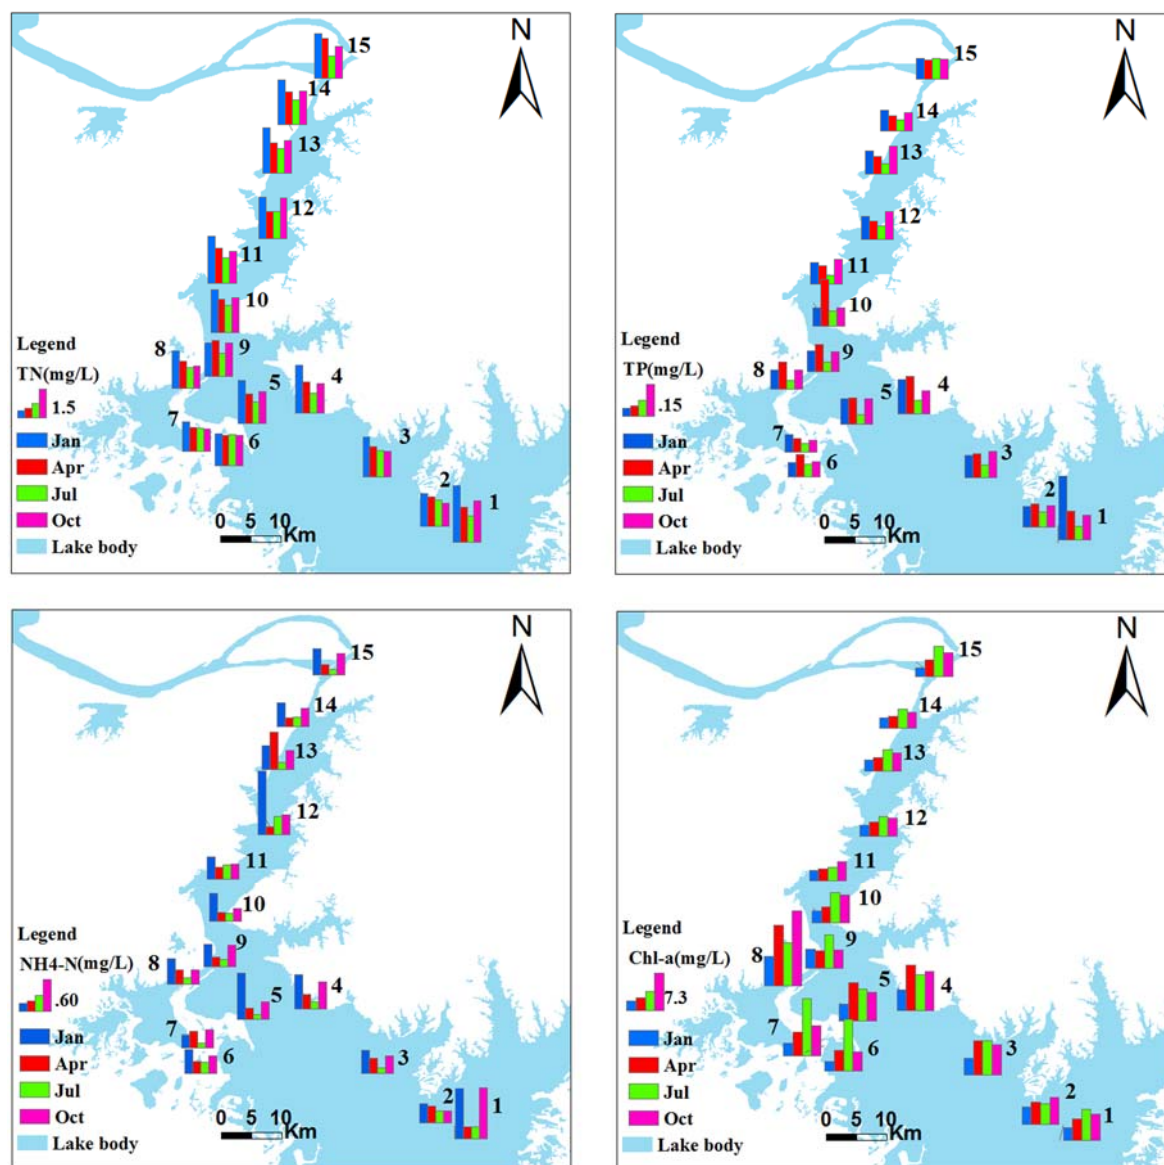 N
15
14
13
12
11
10
9
8
5
4
7
6
3
2
1
Legend
TN(mg/L)
1.5
Jan
Apr
Jul
Oct
Lake body
0 5 10
Km
N
15
14
13
12
11
10
9
8
5
4
7
6
3
2
1
Legend
TP(mg/L)
.15
Jan
Apr
Jul
Oct
Lake body
0 5 10
Km
N
15
14
13
12
11
10
9
8
5
4
7
6
3
2
1
Legend
NH4-N(mg/L)
.60
Jan
Apr
Jul
Oct
Lake body
0 5 10
Km
N
15
14
13
12
11
10
9
8
5
4
7
6
3
2
1
Legend
Chl-a(mg/L)
7.3
Jan
Apr
Jul
Oct
Lake body
0 5 10
Km